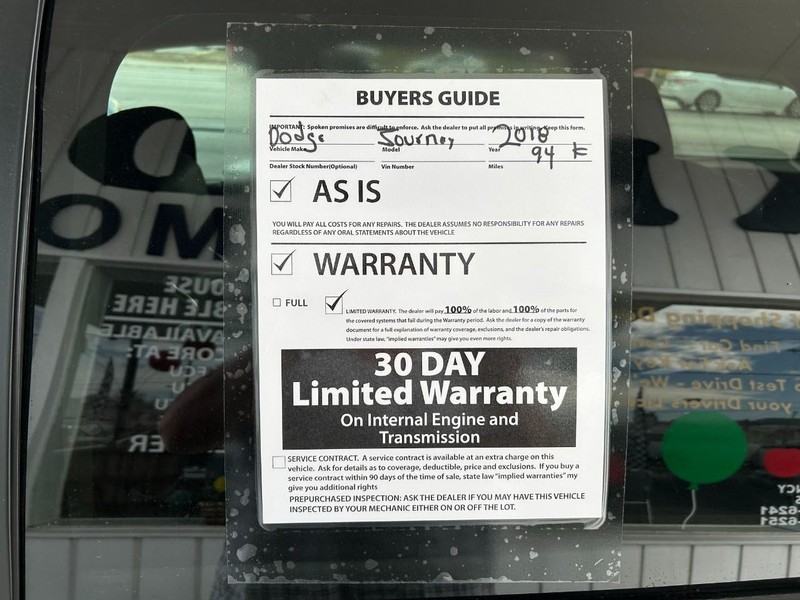 BUYERS GUIDE
IMPORTANT: Spoken promises are difficult to enforce. Ask the dealer to put all promises in writing. Keep this form.
Dodge Journey 2018
Vehicle Make Model Year
94 K
Dealer Stock Number(Optional) Vin Number Miles
AS IS
YOU WILL PAY ALL COSTS FOR ANY REPAIRS. THE DEALER ASSUMES NO RESPONSIBILITY FOR ANY REPAIRS
REGARDLESS OF ANY ORAL STATEMENTS ABOUT THE VEHICLE
WARRANTY
FULL
LIMITED WARRANTY. The dealer will pay 100% of the labor and 100% of the parts for
the covered systems that fail during the Warranty period. Ask the dealer for a copy of the warranty
document for a full explanation of warranty coverage, exclusions, and the dealer's repair obligations.
Under state law, "implied warranties" may give you even more rights.
30 DAY
Limited Warranty
On Internal Engine and
Transmission
SERVICE CONTRACT. A service contract is available at an extra charge on this
vehicle. Ask for details as to coverage, deductible, price and exclusions. If you buy a
service contract within 90 days of the time of sale, state law "implied warranties" my
give you additional rights
PREPURCHASED INSPECTION: ASK THE DEALER IF YOU MAY HAVE THIS VEHICLE
INSPECTED BY YOUR MECHANIC EITHER ON OR OFF THE LOT.